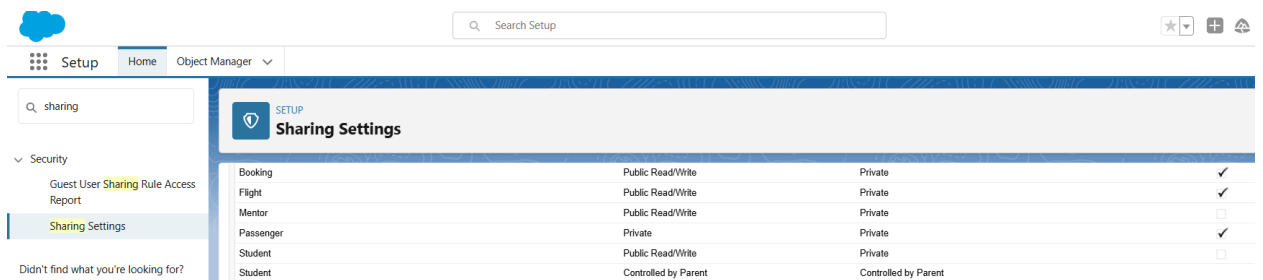 Search Setup
Setup Home Object Manager
sharing
SETUP
Sharing Settings
Security
Guest User Sharing Rule Access
Report
Sharing Settings
Didn't find what you're looking for?
Booking Public Read/Write Private
Flight Public Read/Write Private
Mentor Public Read/Write Private
Passenger Private Private
Student Public Read/Write Private
Student Controlled by Parent Controlled by Parent